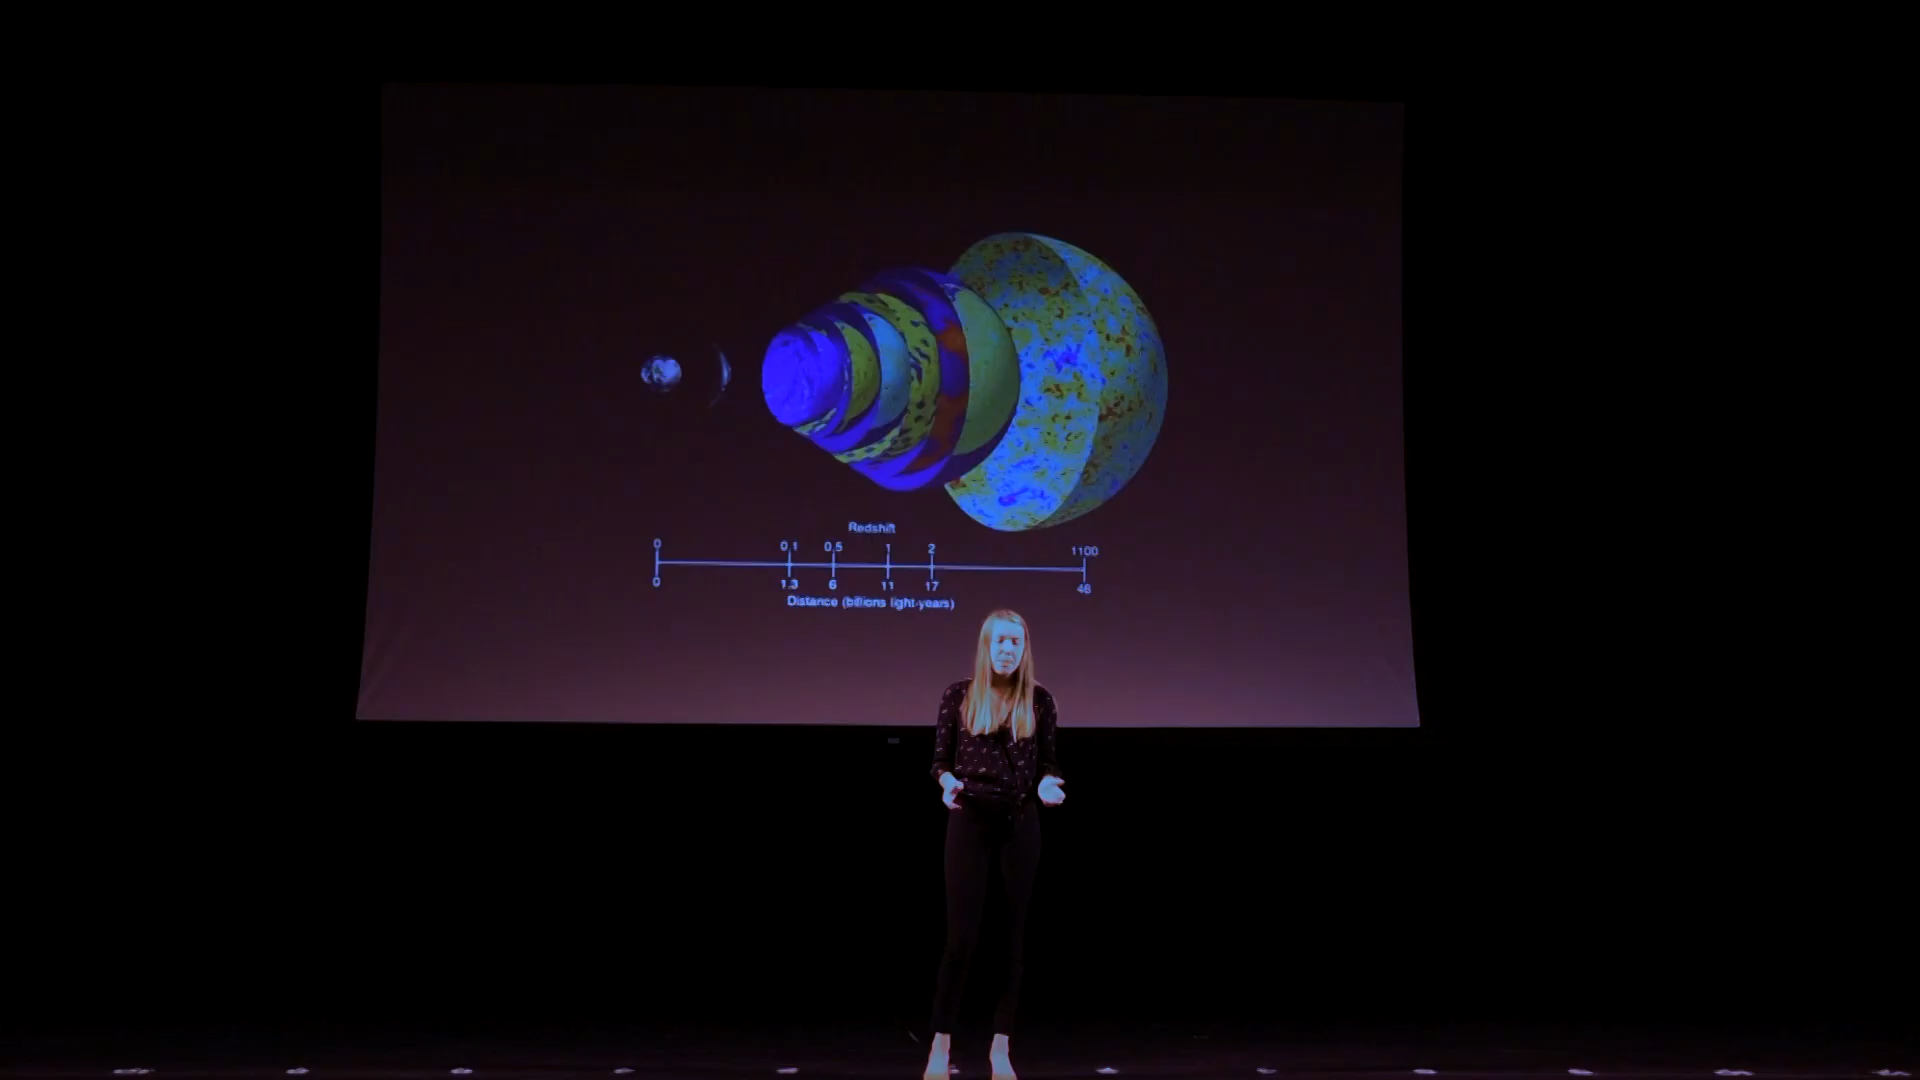 Redshift
0 0.1 0.5 1 2 1100
0 1.3 6 11 17 46
Distance (billions light-years)